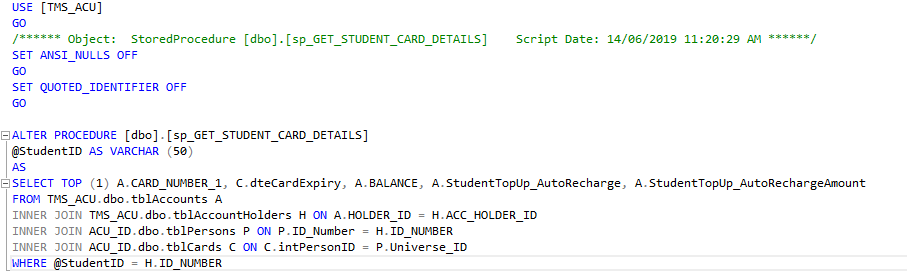 USE [TMS_ACU]
GO
/****** Object:  StoredProcedure [dbo].[sp_GET_STUDENT_CARD_DETAILS]    Script Date: 14/06/2019 11:20:29 AM ******/
SET ANSI_NULLS OFF
GO
SET QUOTED_IDENTIFIER OFF
GO
ALTER PROCEDURE [dbo].[sp_GET_STUDENT_CARD_DETAILS]
@StudentID AS VARCHAR (50)
AS
SELECT TOP (1) A.CARD_NUMBER_1, C.dteCardExpiry, A.BALANCE, A.StudentTopUp_AutoRecharge, A.StudentTopUp_AutoRechargeAmount
FROM TMS_ACU.dbo.tblAccounts A
INNER JOIN TMS_ACU.dbo.tblAccountHolders H ON A.HOLDER_ID = H.ACC_HOLDER_ID
INNER JOIN ACU_ID.dbo.tblPersons P ON P.ID_Number = H.ID_NUMBER
INNER JOIN ACU_ID.dbo.tblCards C ON C.intPersonID = P.Universe_ID
WHERE @StudentID = H.ID_NUMBER